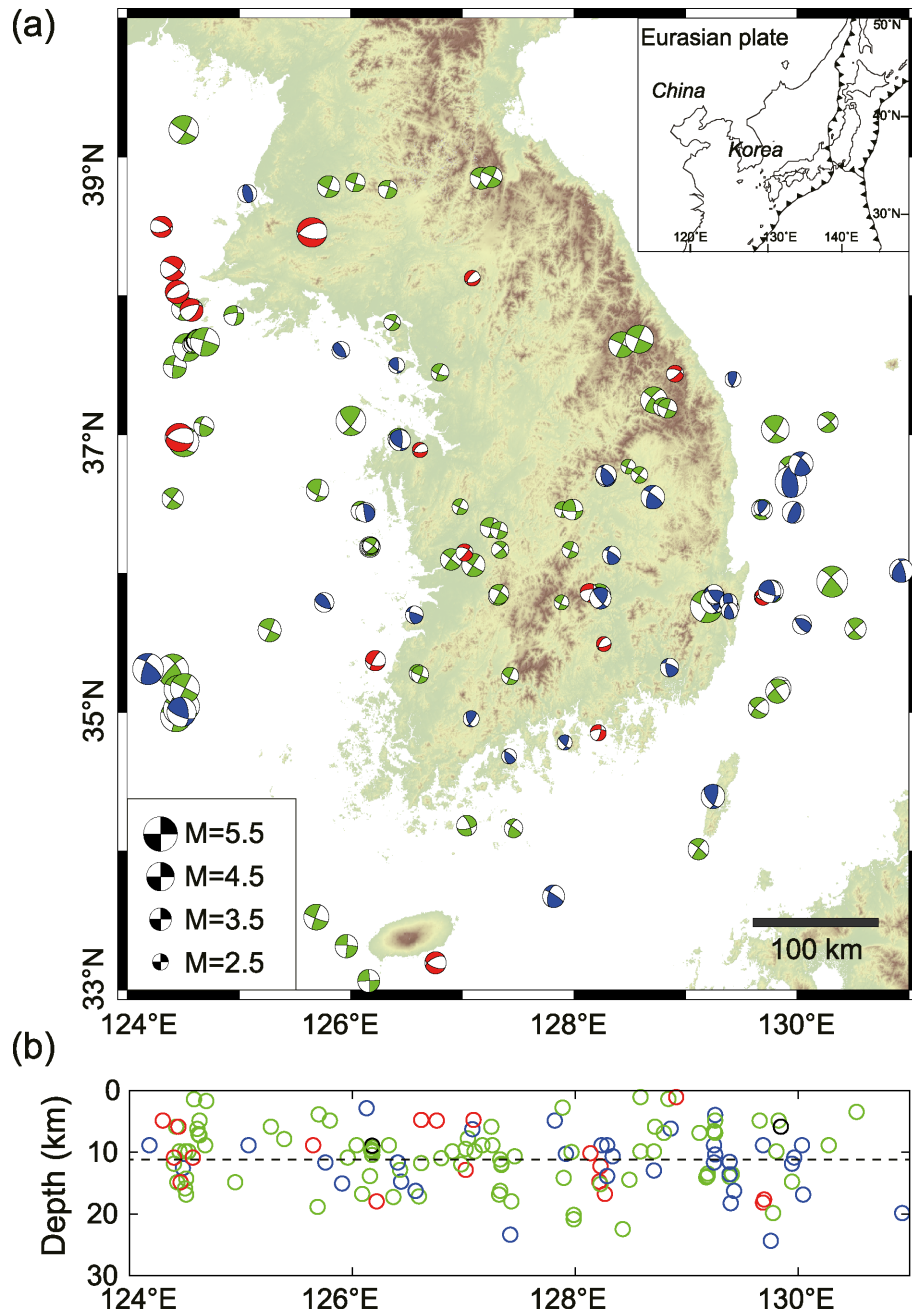 (a)
Eurasian plate
China
Korea
50°N
40°N
30°N
120°E
130°E
140°E
39°N
37°N
35°N
33°N
M=5.5
M=4.5
M=3.5
M=2.5
100 km
124°E
126°E
128°E
130°E
(b)
Depth (km)
0
10
20
30
124°E
126°E
128°E
130°E